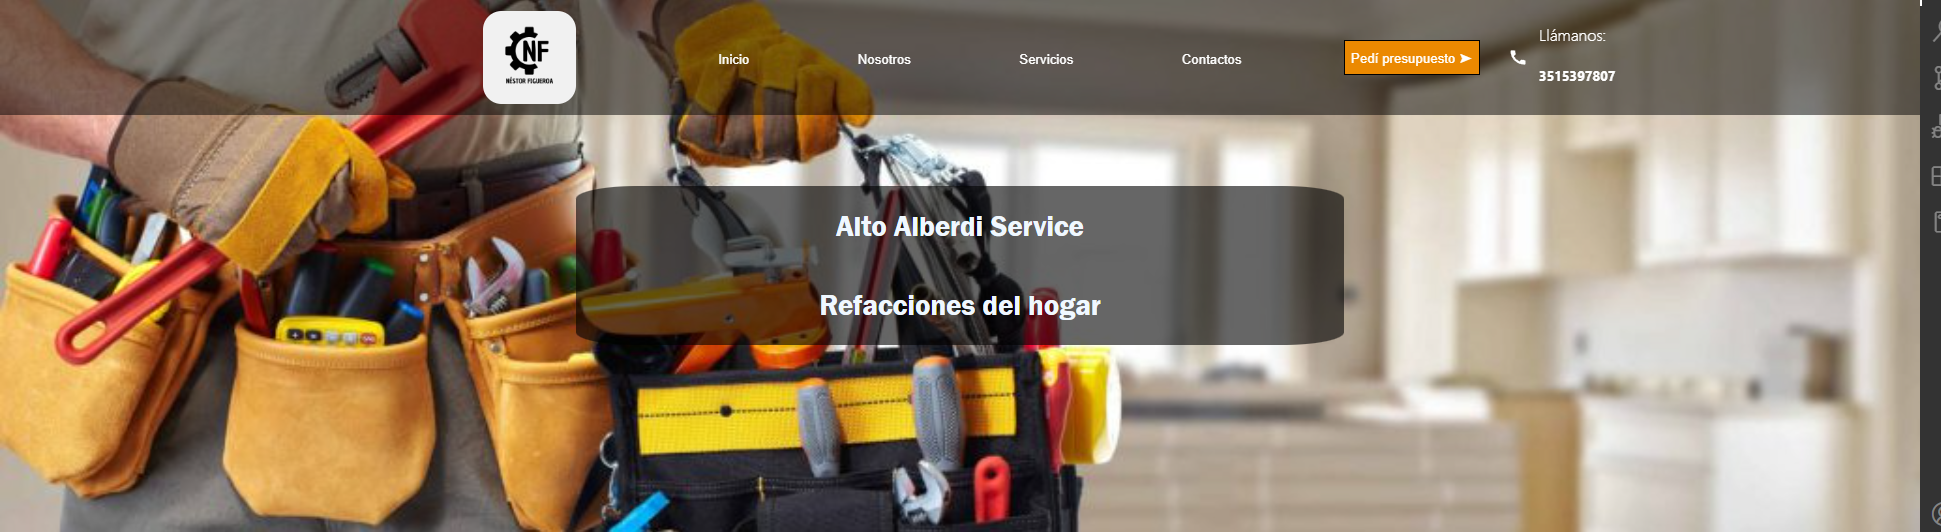 NF
NÉSTOR FIGUEROA
Inicio
Nosotros
Servicios
Contactos
Pedí presupuesto ➤
Llámanos:
3515397807
Alto Alberdi Service
Refacciones del hogar